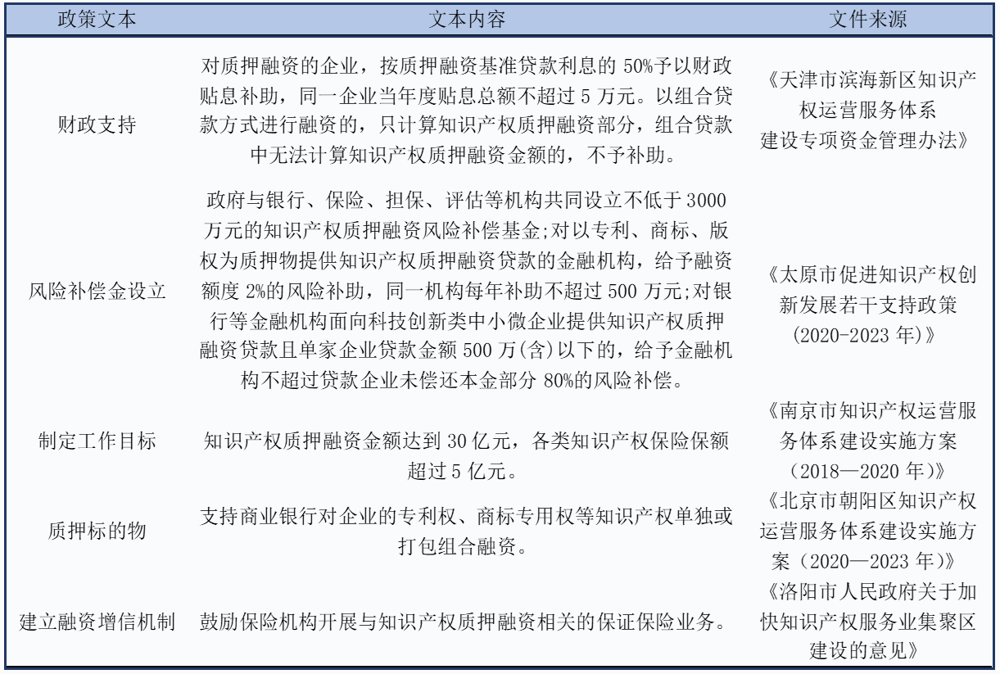 政策文本 文本内容 文件来源
财政支持
对质押融资的企业，按质押融资基准贷款利息的 50%予以财政
贴息补助，同一企业当年度贴息总额不超过 5 万元。以组合贷
款方式进行融资的，只计算知识产权质押融资部分，组合贷款
中无法计算知识产权质押融资金额的，不予补助。
《天津市滨海新区知识产
权运营服务体系
建设专项资金管理办法》
风险补偿金设立
政府与银行、保险、担保、评估等机构共同设立不低于 3000
万元的知识产权质押融资风险补偿基金;对以专利、商标、版
权为质押物提供知识产权质押融资贷款的金融机构，给予融资
额度 2%的风险补助，同一机构每年补助不超过 500 万元;对银
行等金融机构面向科技创新类中小微企业提供知识产权质押
融资贷款且单家企业贷款金额 500 万(含)以下的，给予金融机
构不超过贷款企业未偿还本金部分 80%的风险补偿。
《太原市促进知识产权创
新发展若干支持政策
(2020-2023 年)》
制定工作目标
知识产权质押融资金额达到 30 亿元，各类知识产权保险保额
超过 5 亿元。
《南京市知识产权运营服
务体系建设实施方案
（2018—2020 年）》
质押标的物
支持商业银行对企业的专利权、商标专用权等知识产权单独或
打包组合融资。
《北京市朝阳区知识产权
运营服务体系建设实施方
案（2020—2023 年）》
建立融资增信机制
鼓励保险机构开展与知识产权质押融资相关的保证保险业务。
《洛阳市人民政府关于加
快知识产权服务业集聚区
建设的意见》